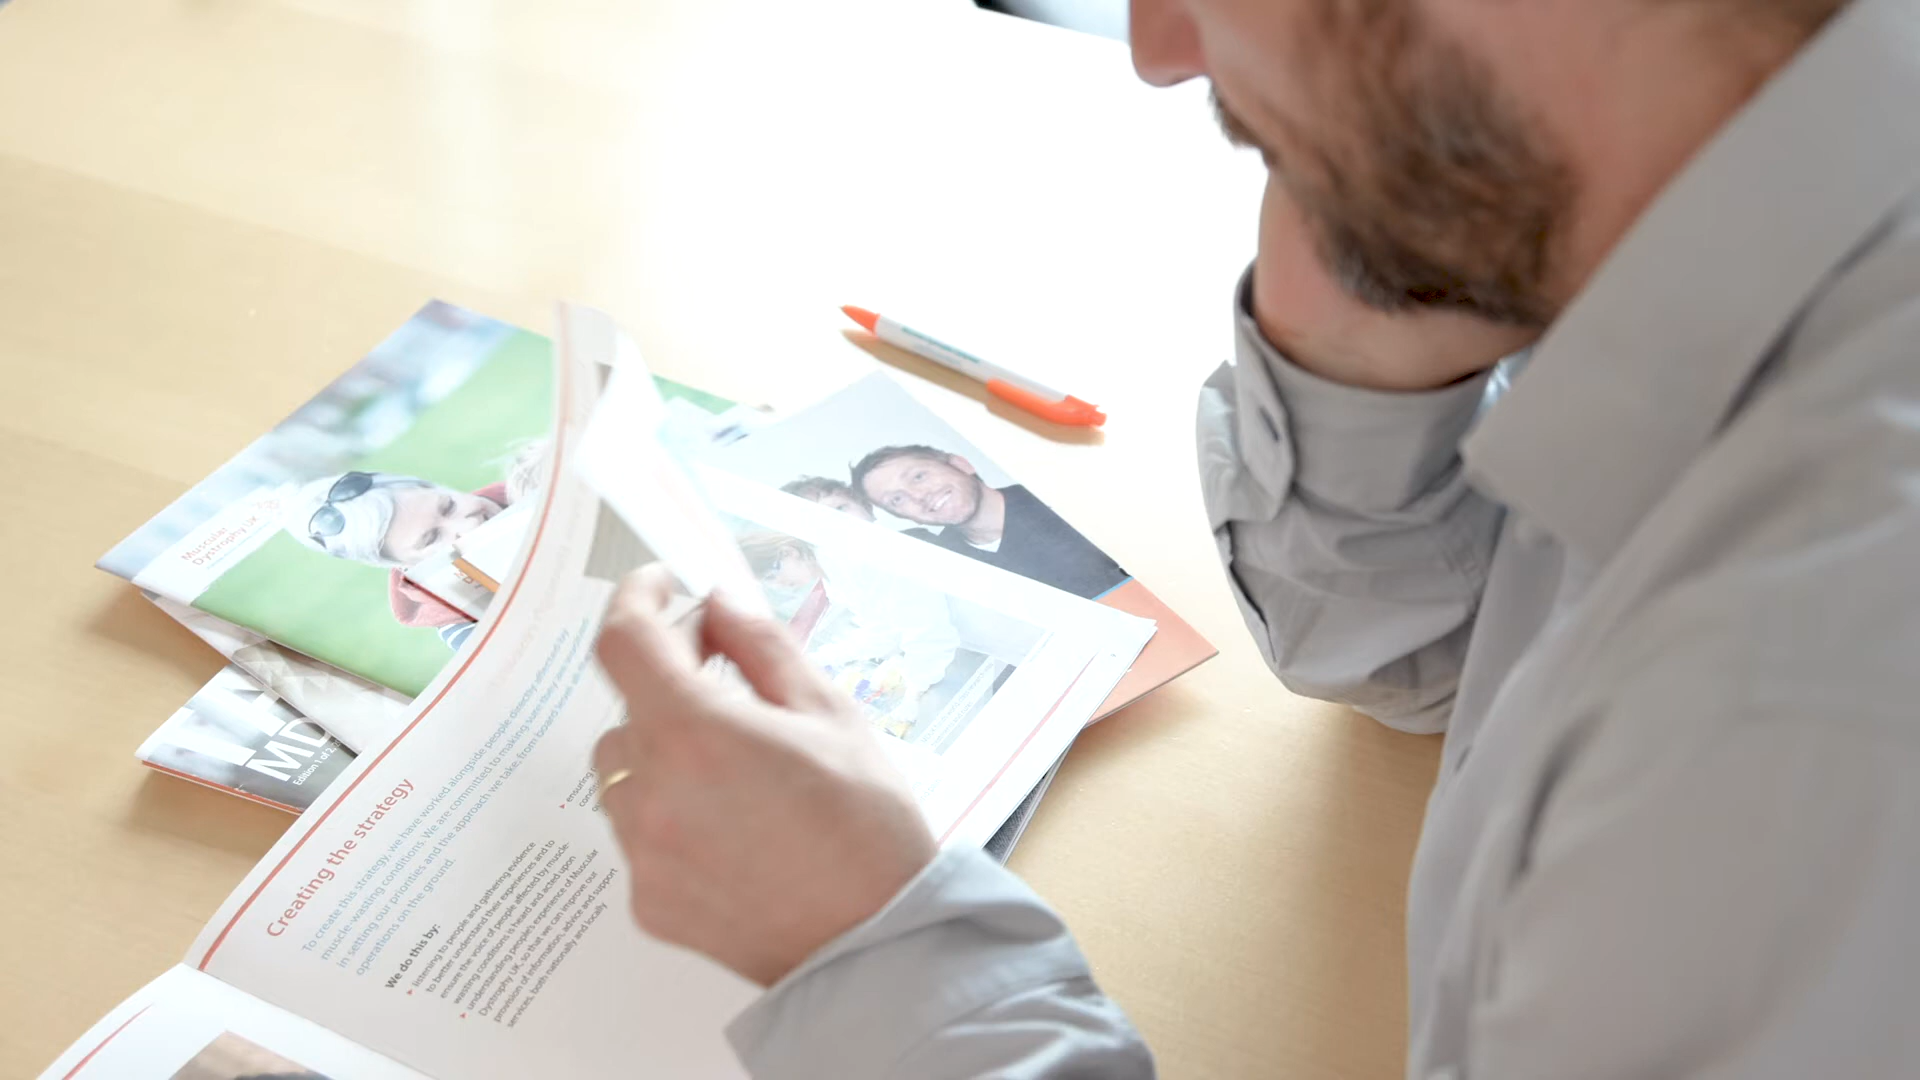 Muscular
Dystrophy UK
MD
Edition 1 of 2
Creating the strategy
To create this strategy, we have worked alongside people directly affected by
muscle-wasting conditions. We are committed to making sure they are involved
in setting our priorities and the approach we take, from board level to
operations on the ground.
We do this by:
listening to people and gathering evidence
to better understand their experiences and to
ensure the voice of people affected by muscle-
wasting conditions is heard and acted upon
understanding people's experience of Muscular
Dystrophy UK, so that we can improve our
provision of information, advice and support
services, both nationally and locally
ensuring